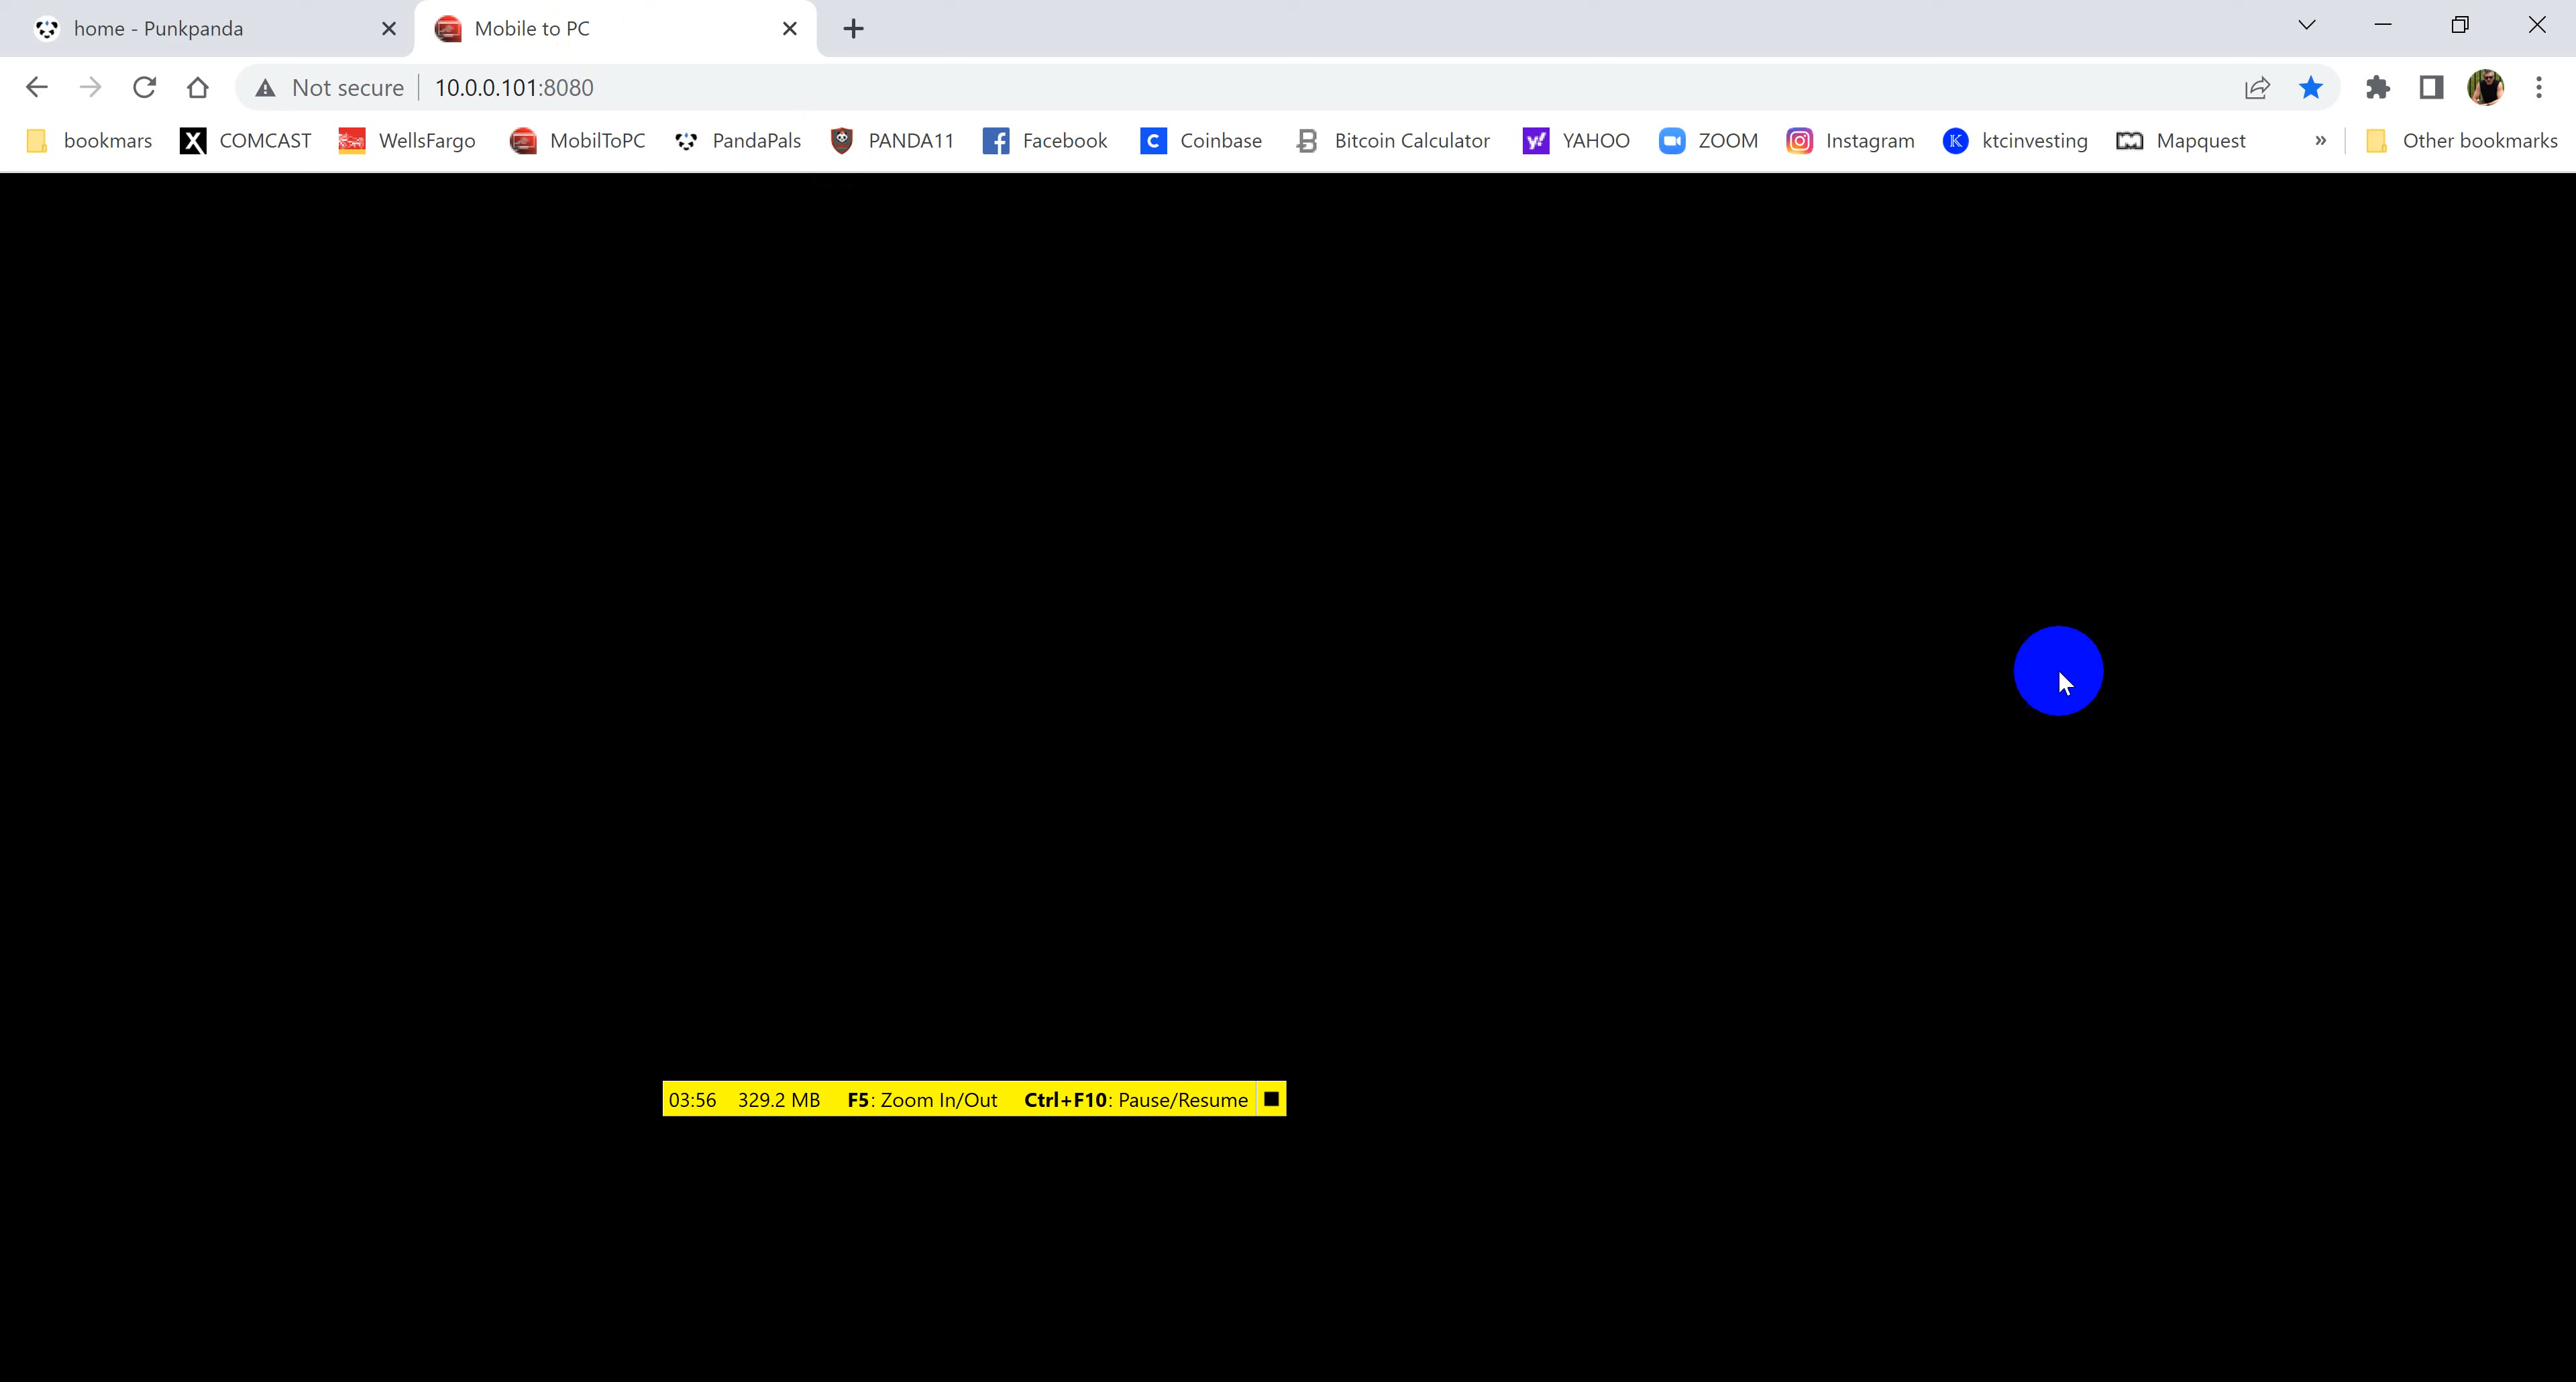 home - Punkpanda Mobile to PC
Not secure 10.0.0.101:8080
bookmars COMCAST WellsFargo MobilToPC PandaPals PANDA11 Facebook Coinbase Bitcoin Calculator YAHOO ZOOM Instagram ktcinvesting Mapquest » Other bookmarks
03:56 329.2 MB F5: Zoom In/Out Ctrl+F10: Pause/Resume